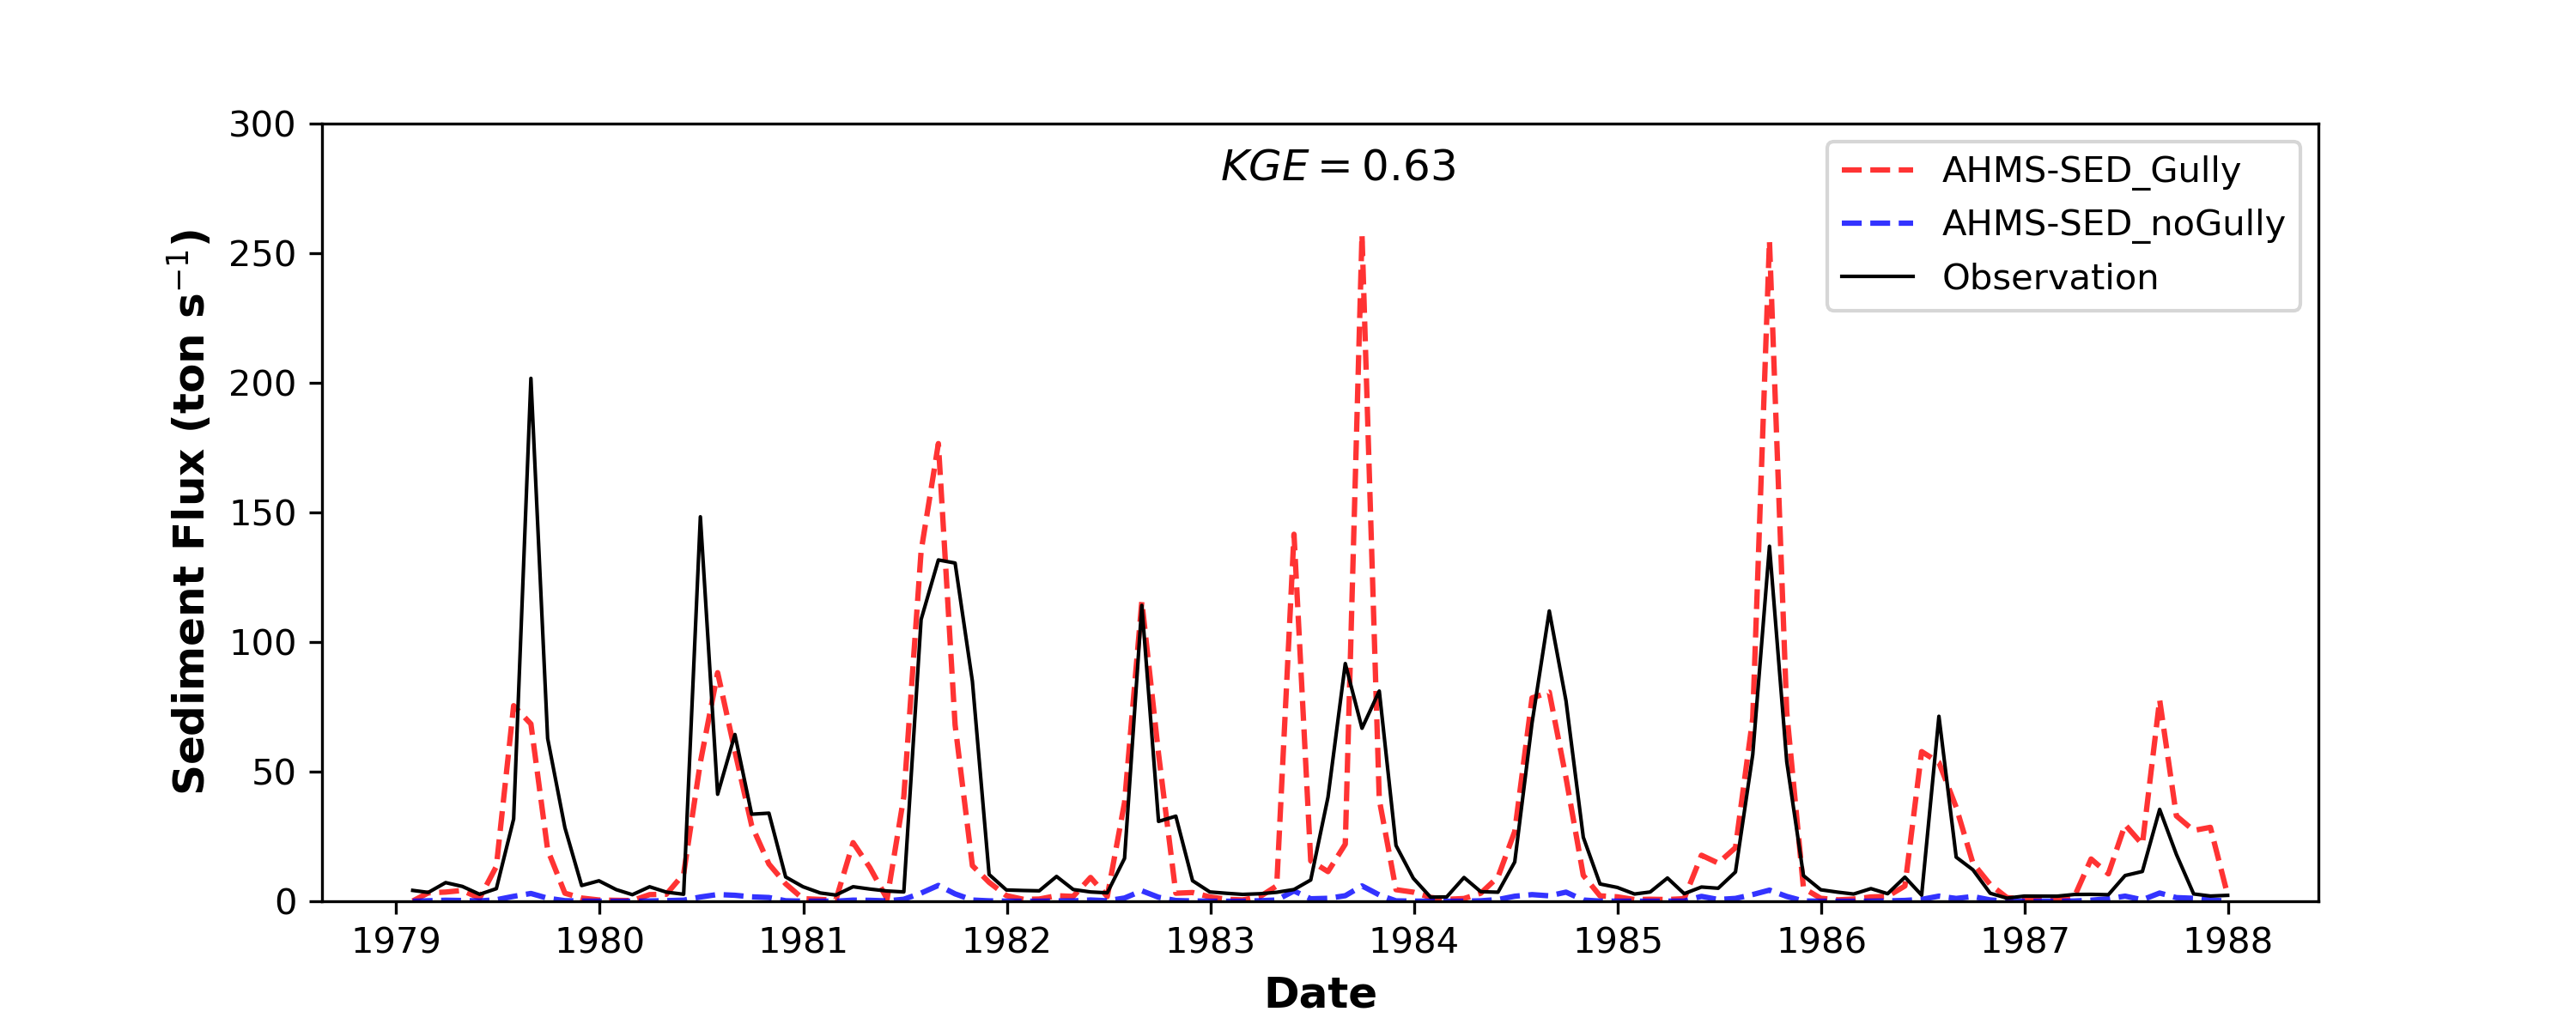 KGE = 0.63
AHMS-SED_Gully
AHMS-SED_noGully
Observation
Sediment Flux (ton s⁻¹)
300
250
200
150
100
50
0
1979 1980 1981 1982 1983 1984 1985 1986 1987 1988
Date